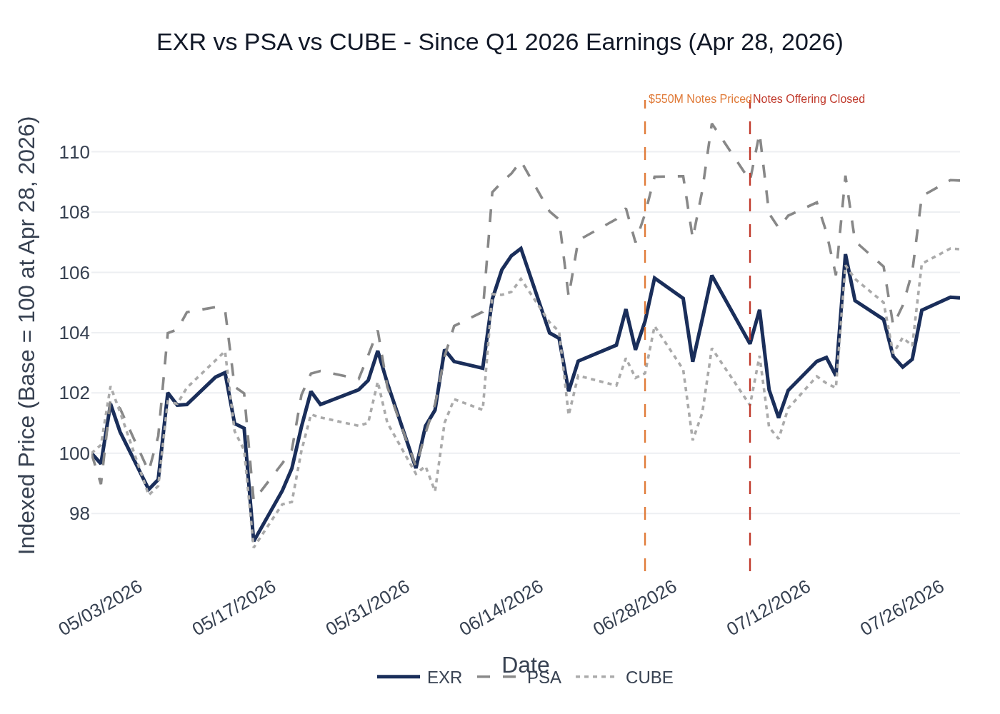 EXR vs PSA vs CUBE - Since Q1 2026 Earnings (Apr 28, 2026)
$550M Notes Priced
Notes Offering Closed
Indexed Price (Base = 100 at Apr 28, 2026)
110
108
106
104
102
100
98
05/03/2026
05/17/2026
05/31/2026
06/14/2026
06/28/2026
07/12/2026
07/26/2026
Date
EXR
PSA
CUBE